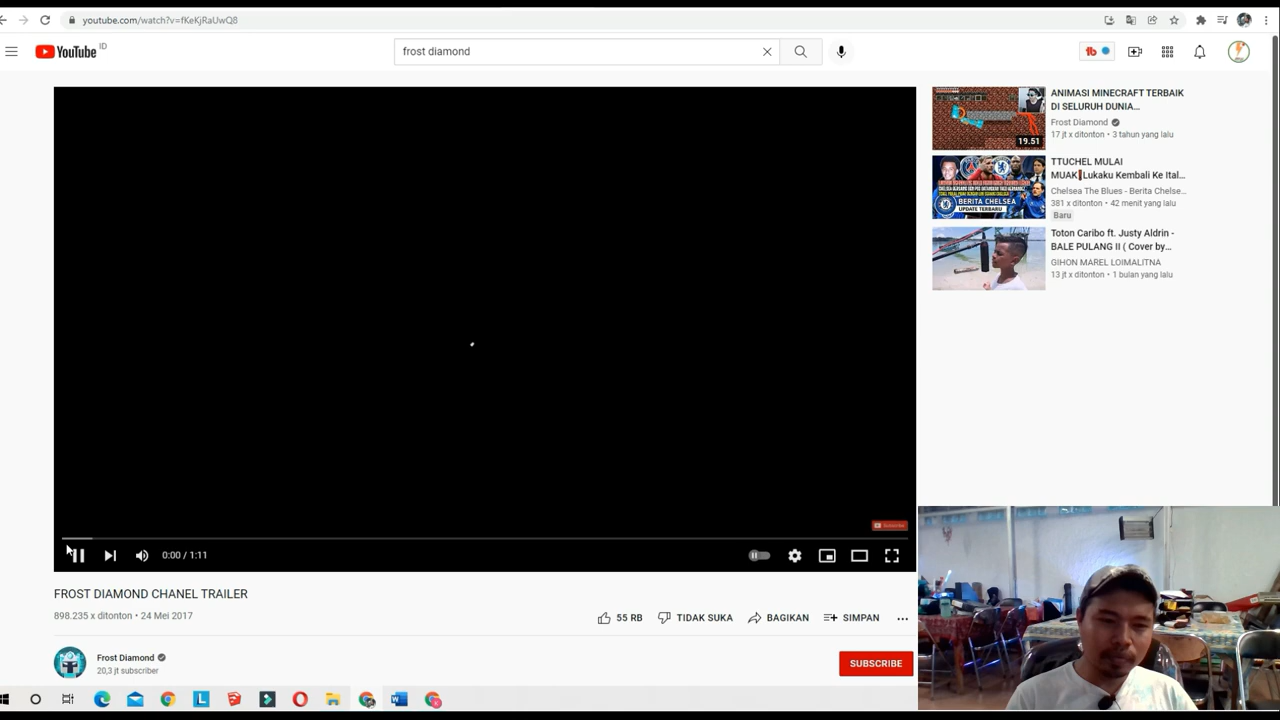 youtube.com/watch?v=fKeKjRaUwQ8
YouTube ID
frost diamond
tb
ANIMASI MINECRAFT TERBAIK
DI SELURUH DUNIA...
Frost Diamond
17 jt x ditonton • 3 tahun yang lalu
19.51
TTUCHEL MULAI
MUAK❗Lukaku Kembali Ke Ital...
Chelsea The Blues - Berita Chelse...
381 x ditonton • 42 menit yang lalu
Baru
BERITA CHELSEA
UPDATE TERBARU
Toton Caribo ft. Justy Aldrin -
BALE PULANG II ( Cover by...
GIHON MAREL LOIMALITNA
13 jt x ditonton • 1 bulan yang lalu
Subscribe
0:00 / 1:11
FROST DIAMOND CHANEL TRAILER
898.235 x ditonton • 24 Mei 2017
55 RB
TIDAK SUKA
BAGIKAN
SIMPAN
Frost Diamond
20,3 jt subscriber
SUBSCRIBE